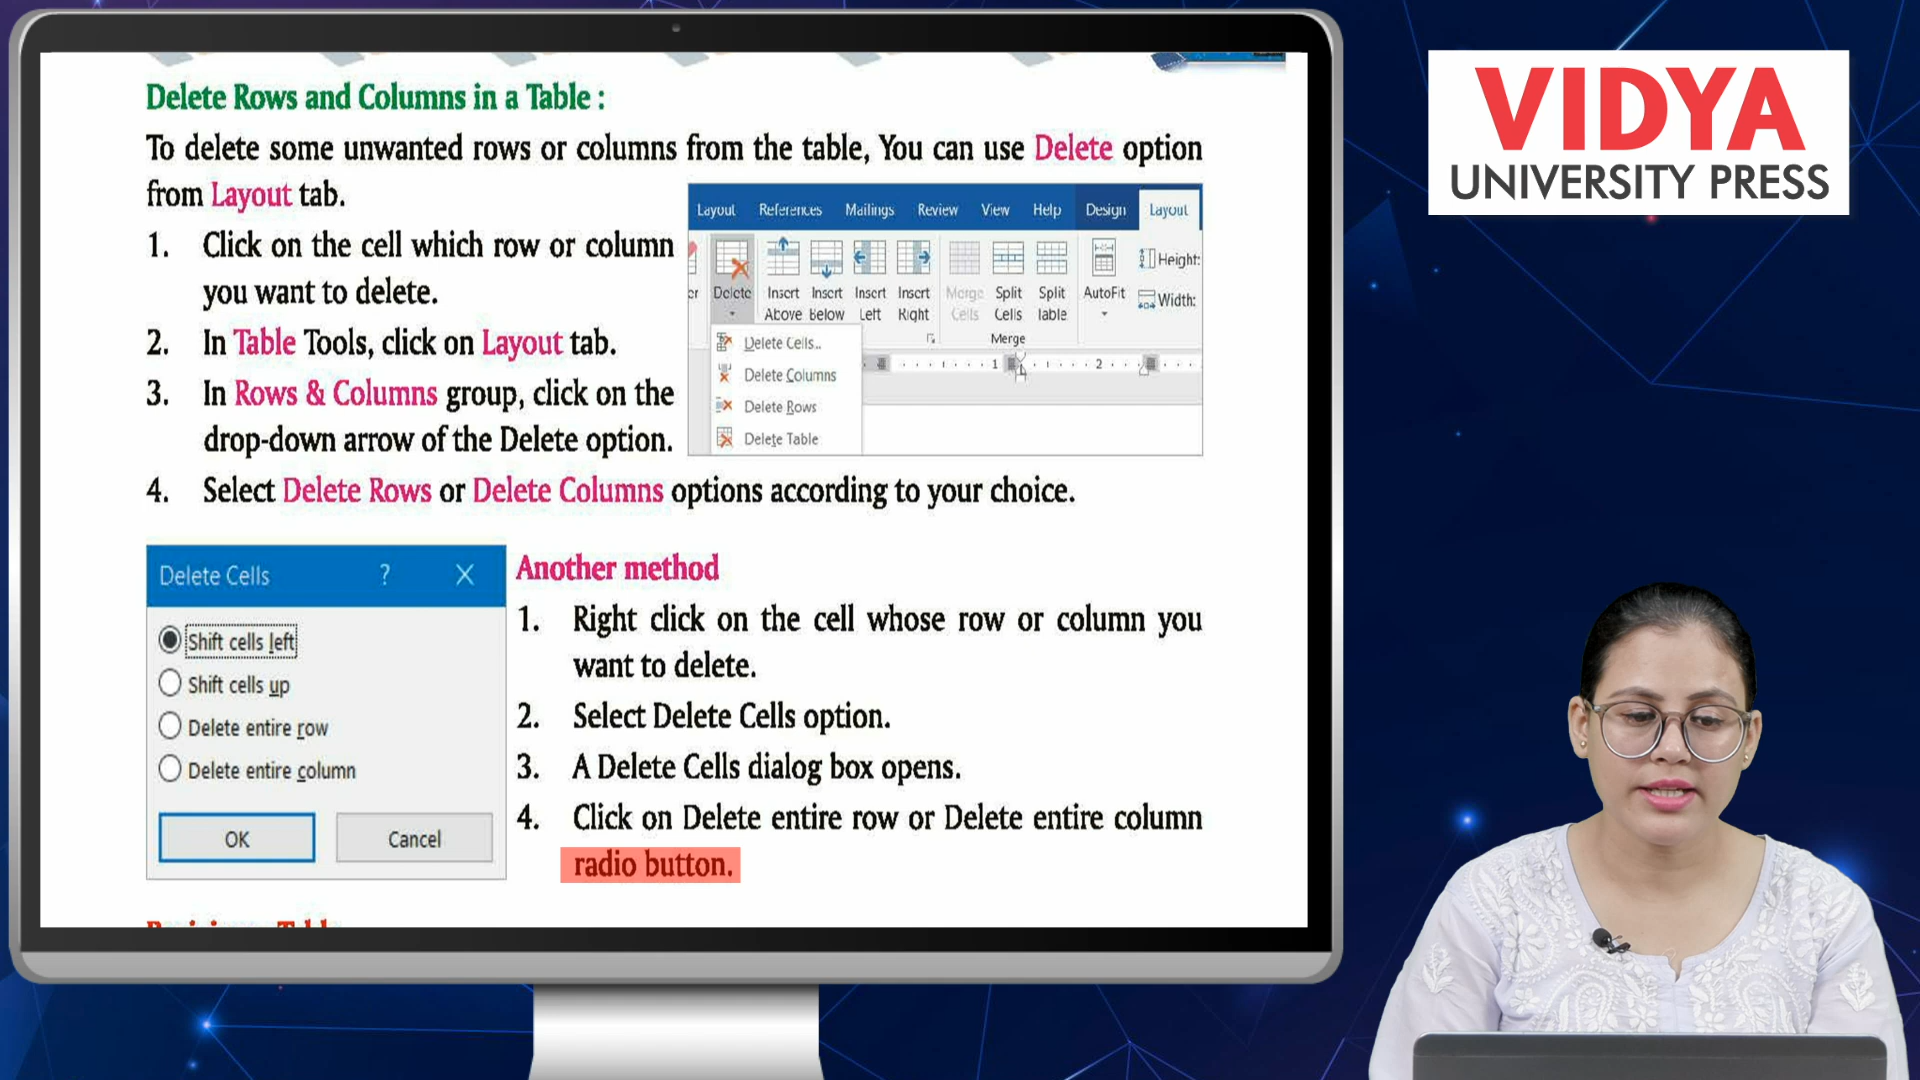 VIDYA
UNIVERSITY PRESS
Delete Rows and Columns in a Table :
To delete some unwanted rows or columns from the table, You can use Delete option
from Layout tab.
1. Click on the cell which row or column
you want to delete.
2. In Table Tools, click on Layout tab.
3. In Rows & Columns group, click on the
drop-down arrow of the Delete option.
4. Select Delete Rows or Delete Columns options according to your choice.
Layout References Mailings Review View Help Design Layout
er Delete Insert Insert Insert Insert Merge Split Split AutoFit Height:
Above Below Left Right Cells Cells Table Width:
Merge
Delete Cells...
Delete Columns
Delete Rows
Delete Table
1 2
Delete Cells ? X
Shift cells left
Shift cells up
Delete entire row
Delete entire column
OK Cancel
Another method
1. Right click on the cell whose row or column you
want to delete.
2. Select Delete Cells option.
3. A Delete Cells dialog box opens.
4. Click on Delete entire row or Delete entire column
radio button.